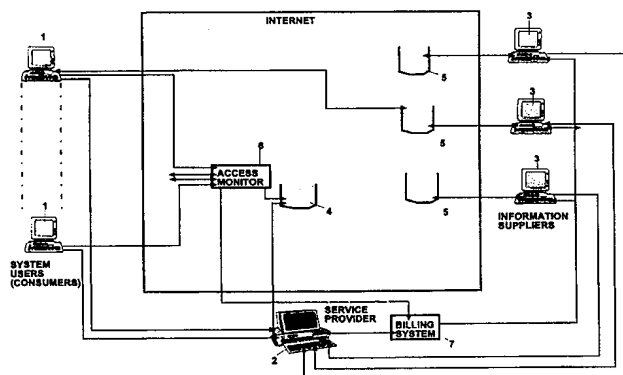 INTERNET
1
3
5
3
5
6
ACCESS
MONITOR
3
1
4
5
INFORMATION
SUPPLIERS
SYSTEM
USERS
(CONSUMERS)
SERVICE
PROVIDER
BILLING
SYSTEM
2
7